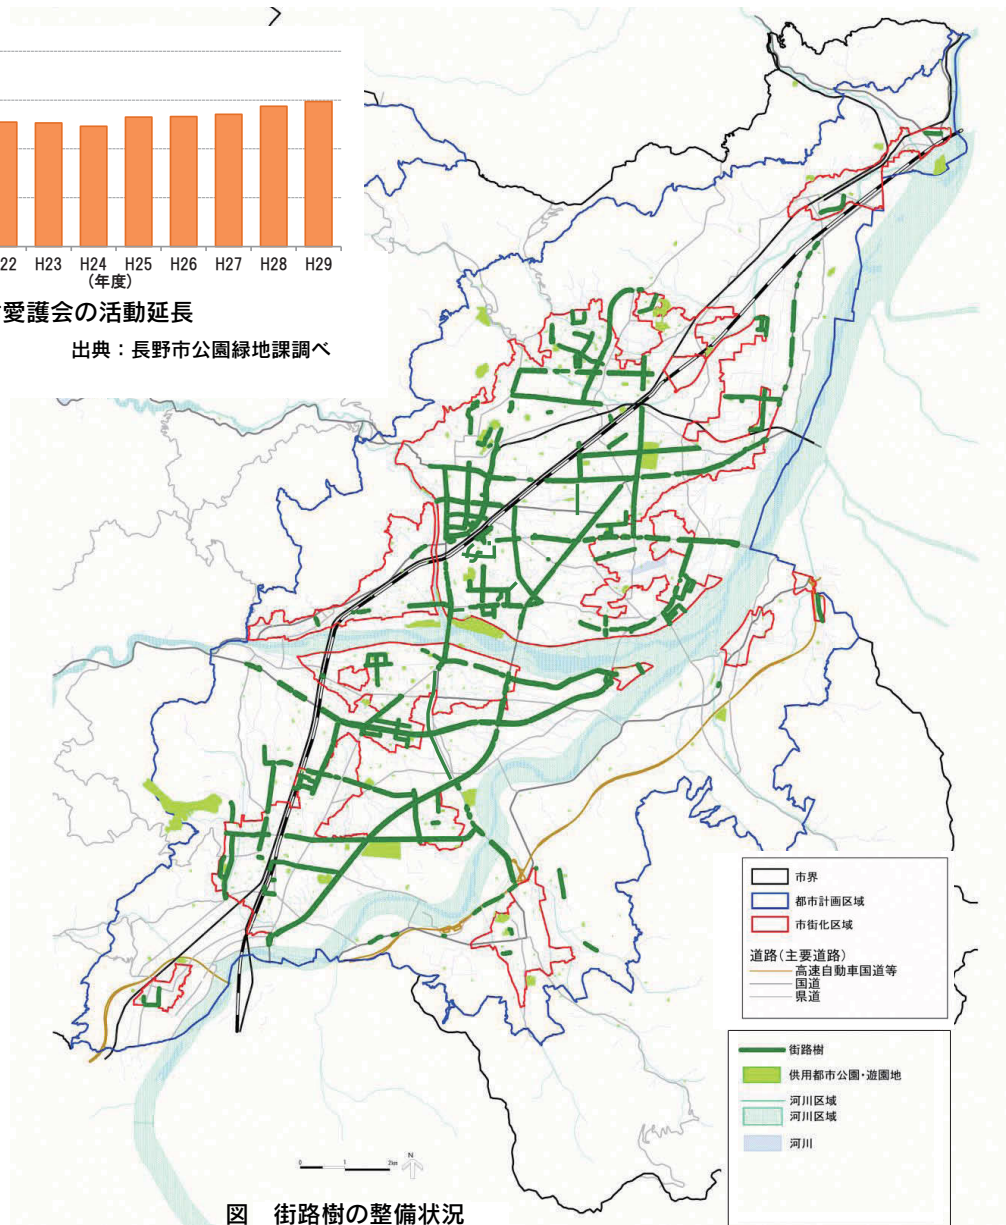 22 H23 H24 H25 H26 H27 H28 H29
(年度)
愛護会の活動延長
出典：長野市公園緑地課調べ
市界
都市計画区域
市街化区域
道路(主要道路)
高速自動車国道等
国道
県道
街路樹
供用都市公園・遊園地
河川区域
河川区域
河川
0 1 2km
N
図 街路樹の整備状況